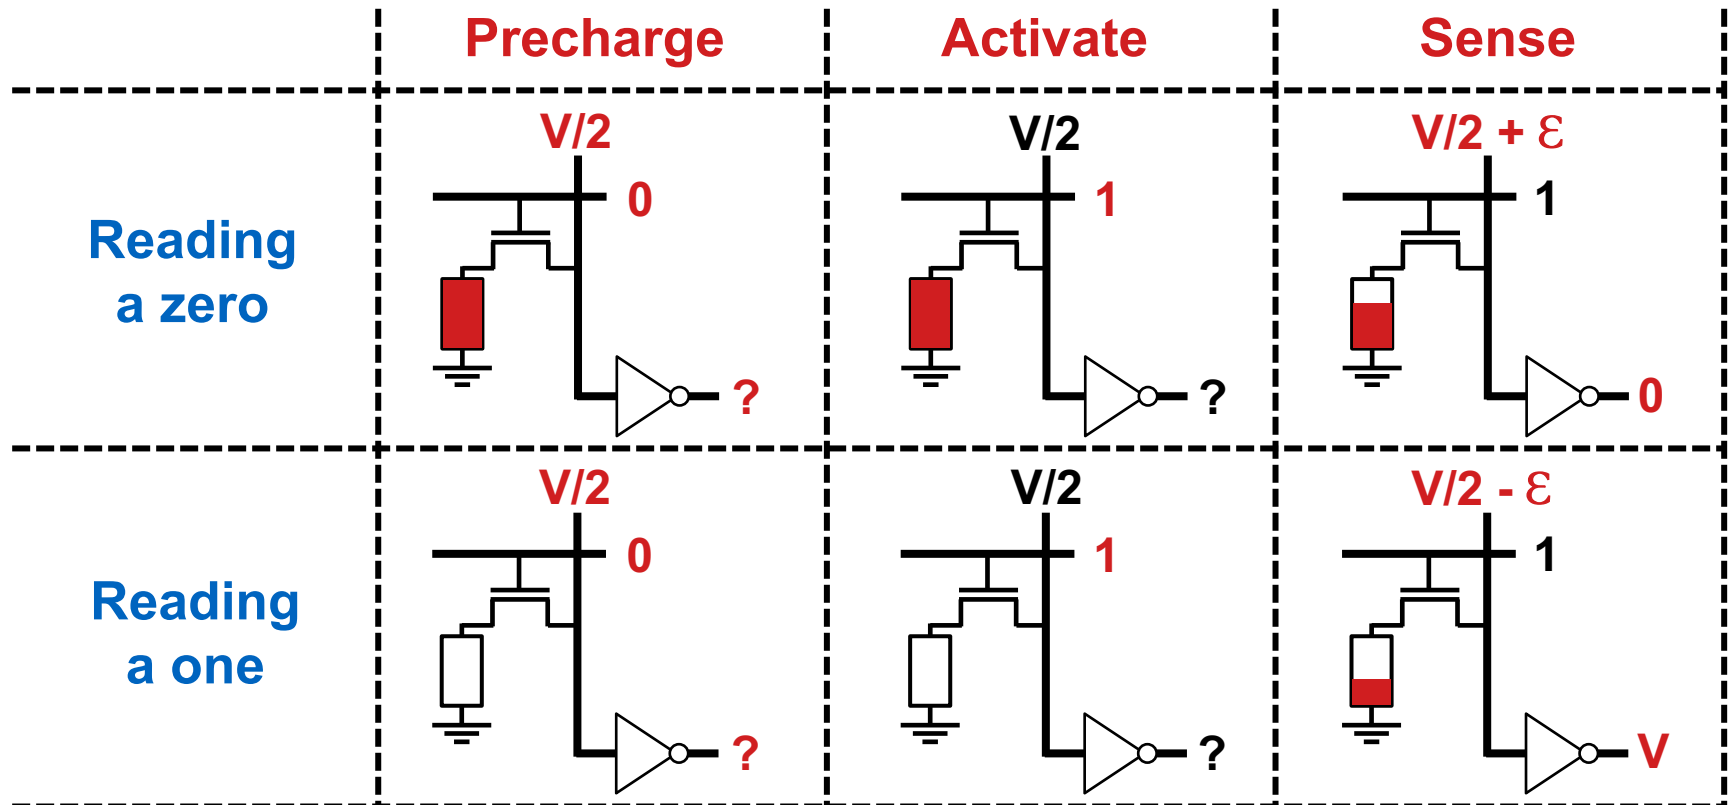 Precharge
Activate
Sense
Reading
a zero
V/2
0
?
V/2
1
?
V/2 + ε
1
0
Reading
a one
V/2
0
?
V/2
1
?
V/2 - ε
1
V